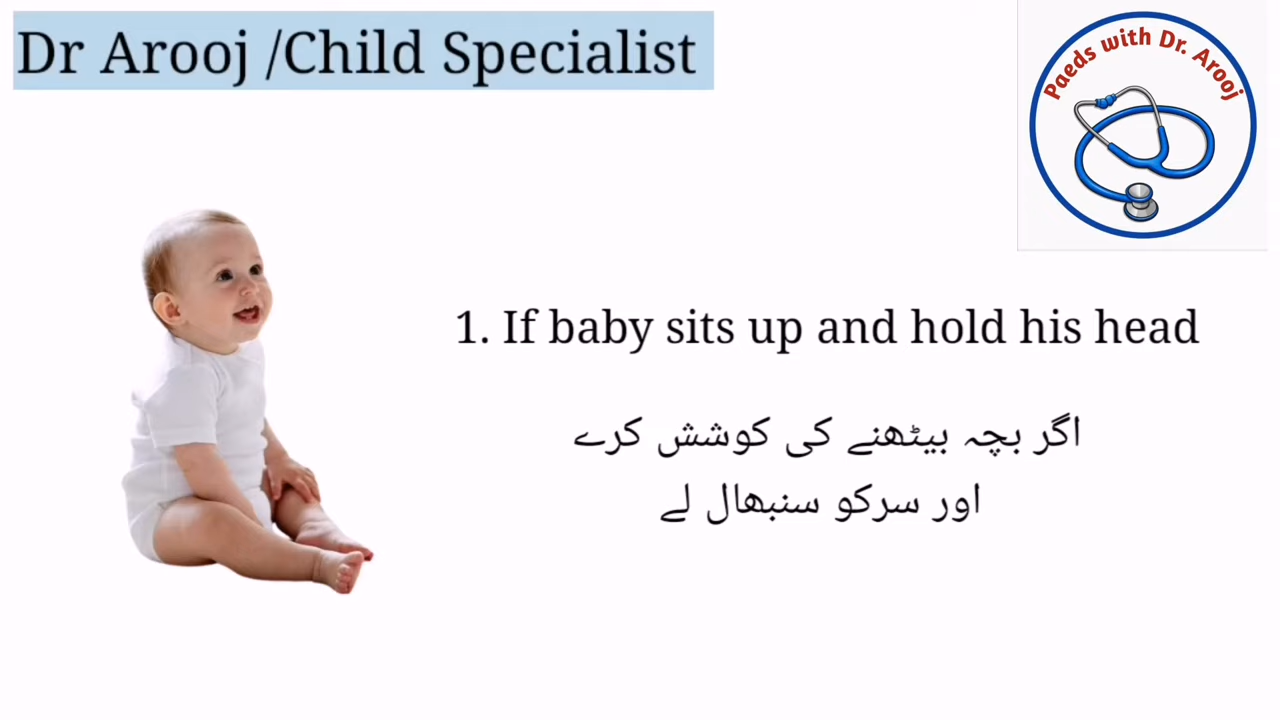 Dr Arooj /Child Specialist
Paeds with Dr. Arooj
1. If baby sits up and hold his head
اگر بچہ بیٹھنے کی کوشش کرے
اور سرکو سنبھال لے